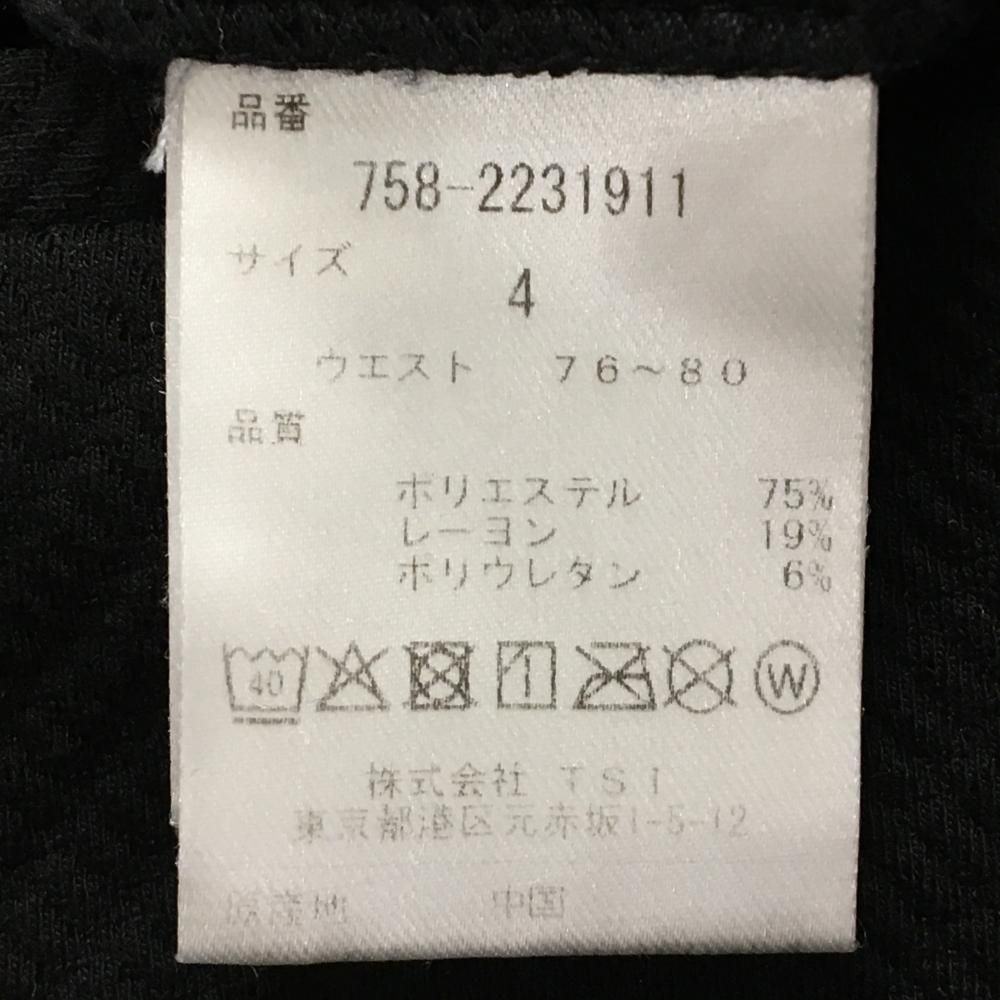 品番
758-2231911
サイズ
4
ウエスト 76~80
品質
ポリエステル 75%
レーヨン 19%
ポリウレタン 6%
40 1 W
株式会社 TSI
東京都港区元赤坂1-5-12
原産地 中国